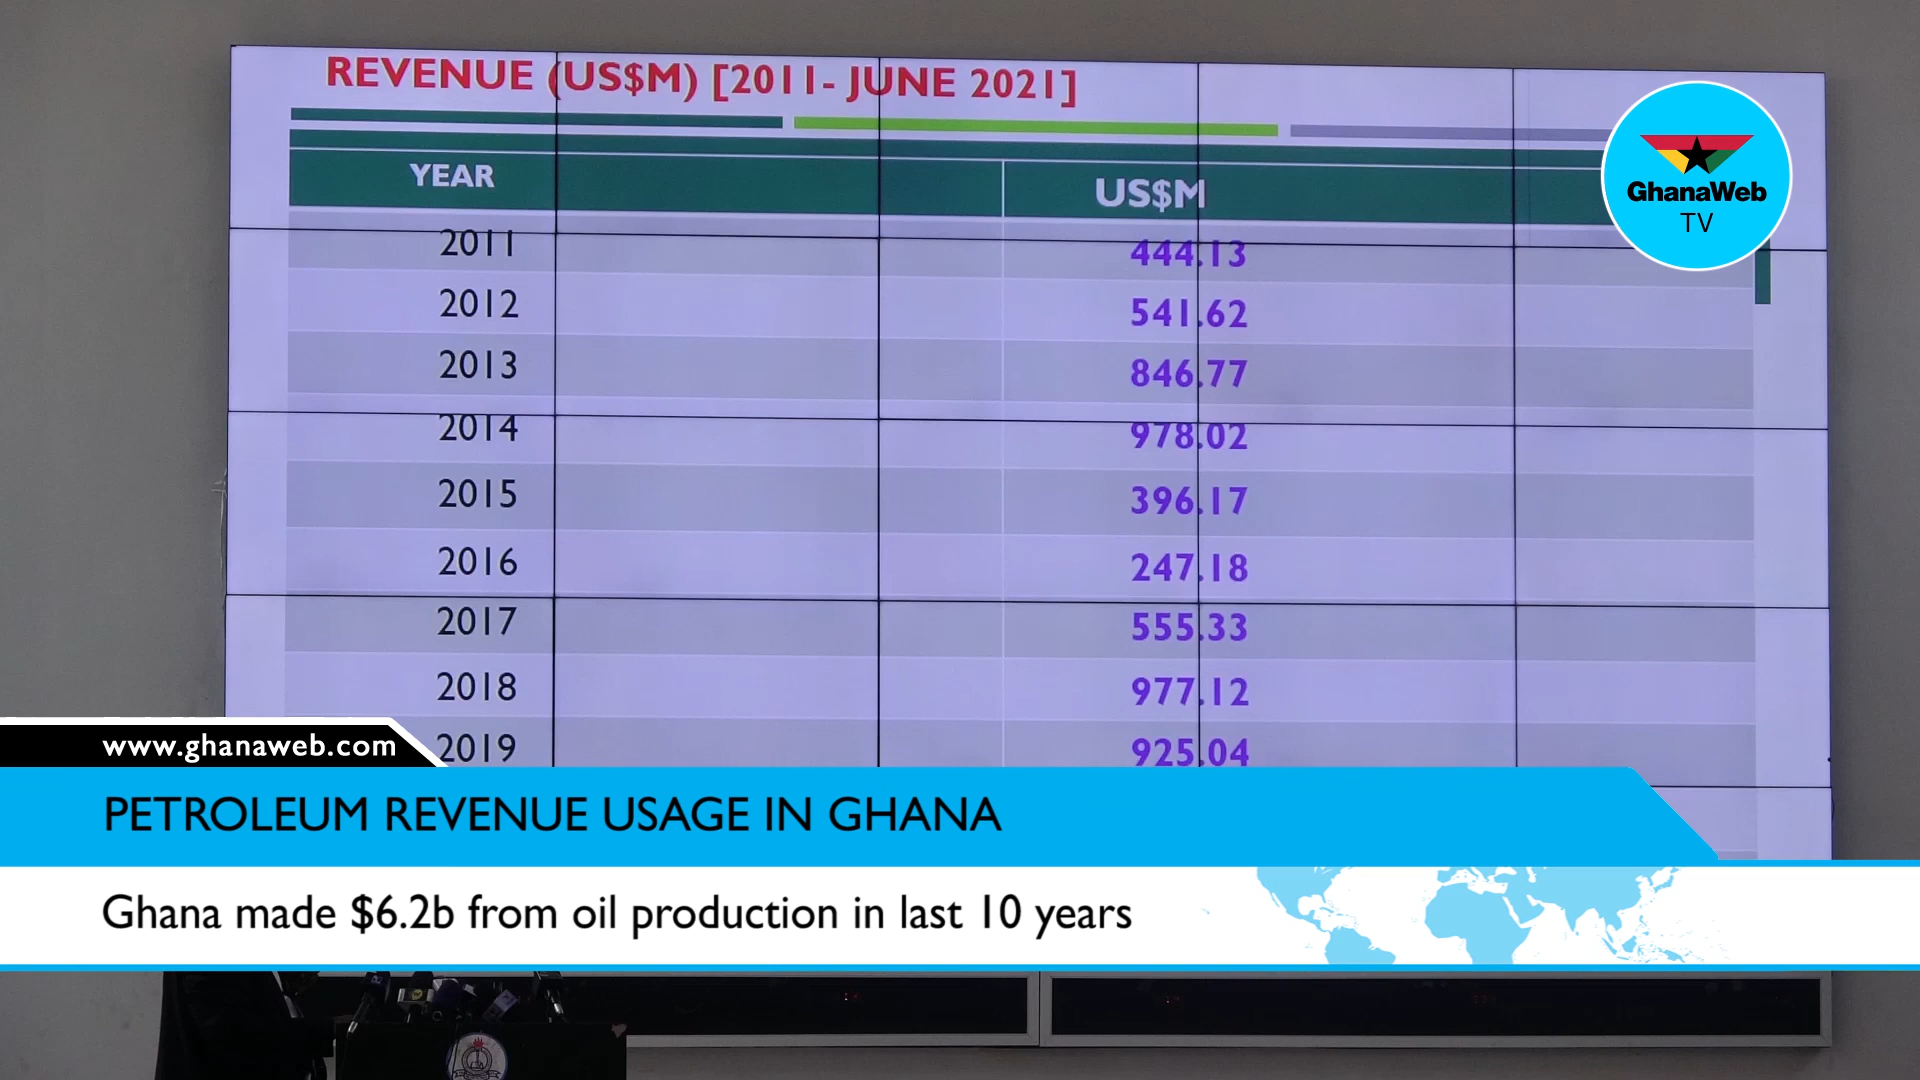 REVENUE (US$M) [2011- JUNE 2021]
YEAR US$M
2011 444.13
2012 541.62
2013 846.77
2014 978.02
2015 396.17
2016 247.18
2017 555.33
2018 977.12
2019 925.04
GhanaWeb
TV
www.ghanaweb.com
PETROLEUM REVENUE USAGE IN GHANA
Ghana made $6.2b from oil production in last 10 years